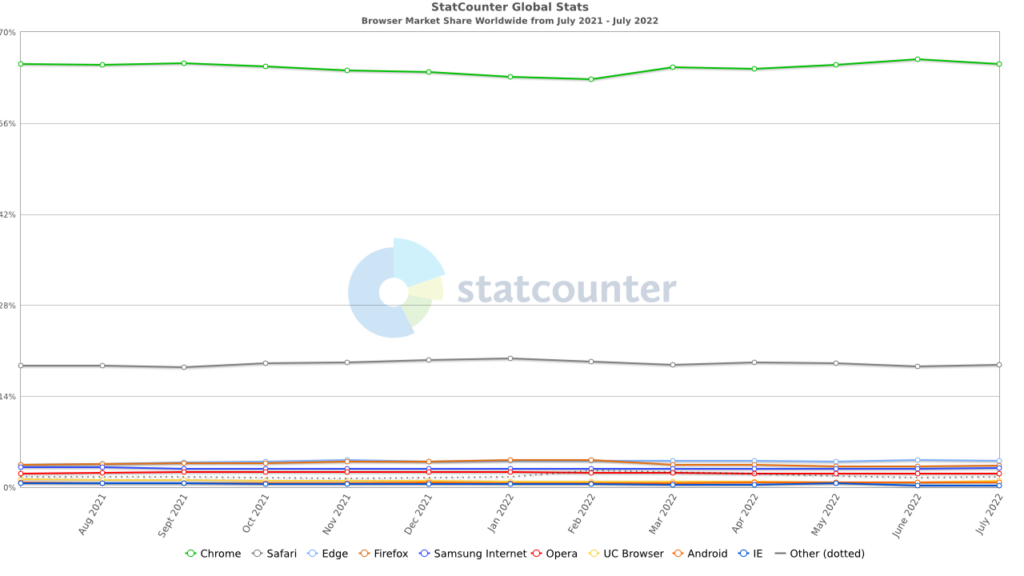 StatCounter Global Stats
Browser Market Share Worldwide from July 2021 - July 2022
70%
56%
42%
28%
14%
0%
statcounter
Aug 2021
Sept 2021
Oct 2021
Nov 2021
Dec 2021
Jan 2022
Feb 2022
Mar 2022
Apr 2022
May 2022
June 2022
July 2022
Chrome Safari Edge Firefox Samsung Internet Opera UC Browser Android IE Other (dotted)